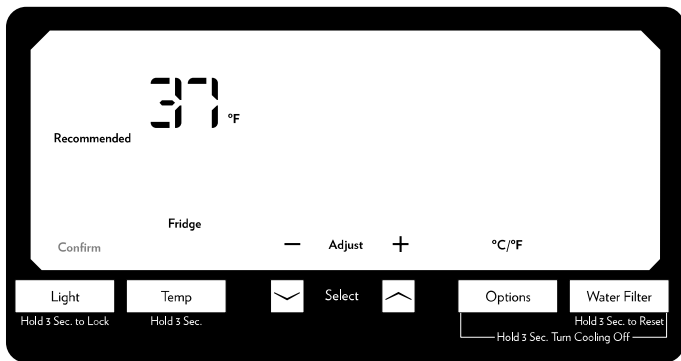 37 °F
Recommended
Fridge
Confirm − Adjust + °C/°F
Light Temp Select Options Water Filter
Hold 3 Sec. to Lock Hold 3 Sec. Hold 3 Sec. to Reset
Hold 3 Sec. Turn Cooling Off